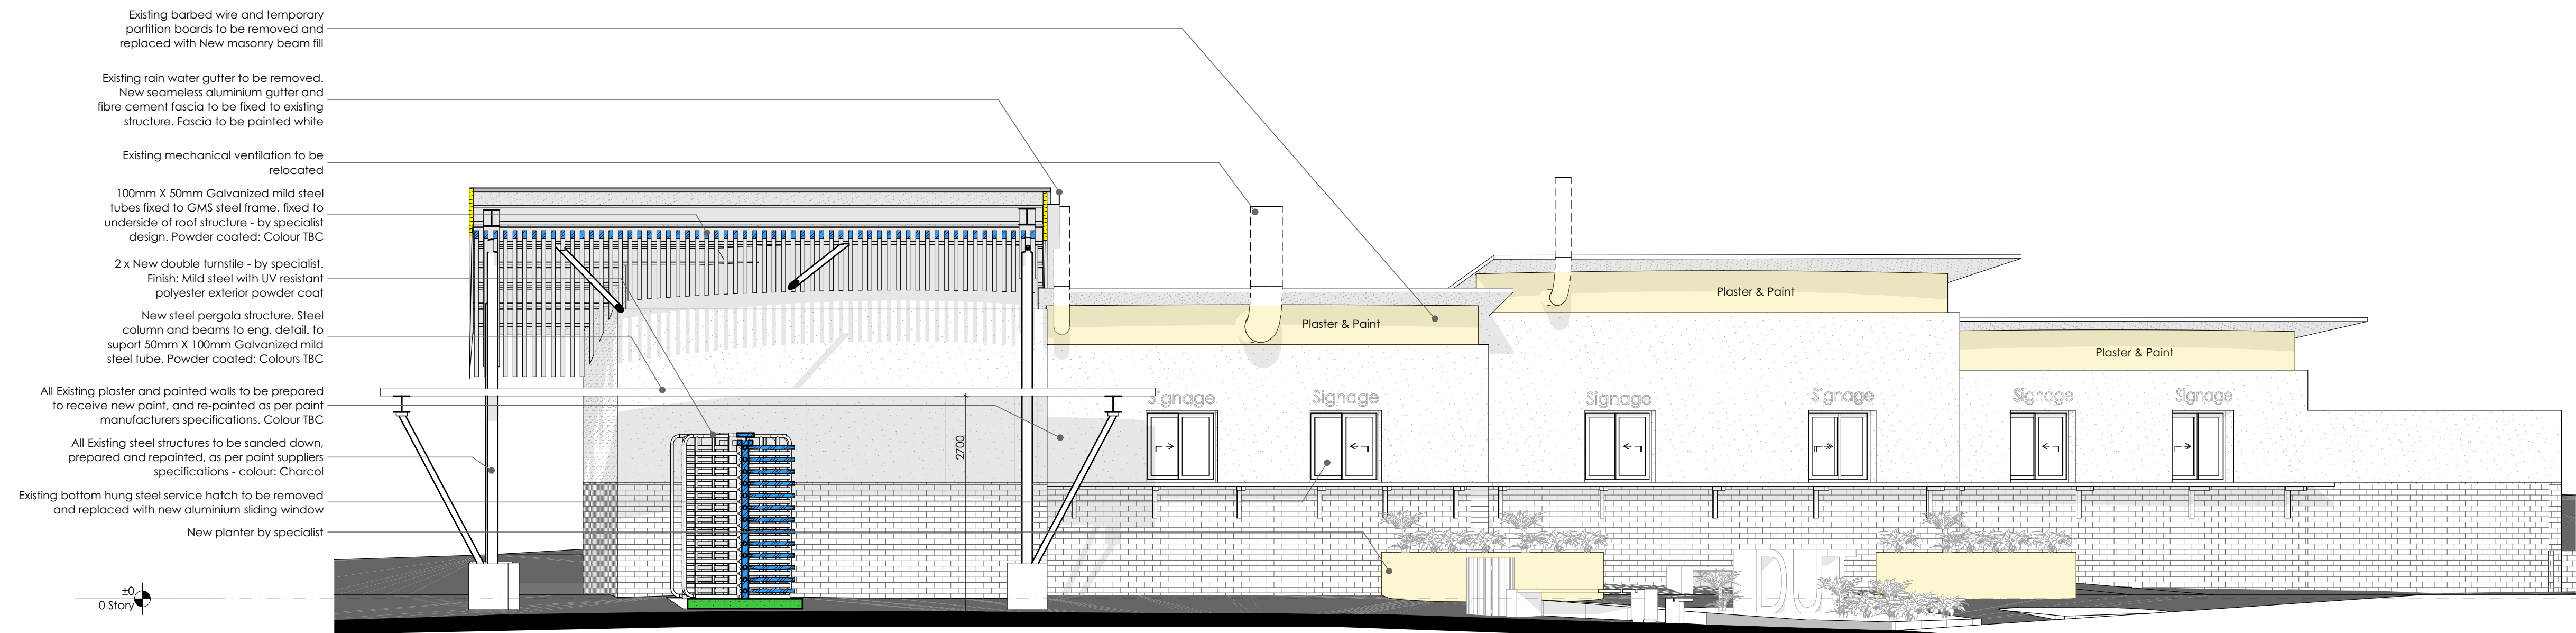 Existing barbed wire and temporary
partition boards to be removed and
replaced with New masonry beam fill
Existing rain water gutter to be removed.
New seamless aluminium gutter and
fibre cement fascia to be fixed to existing
structure. Fascia to be painted white
Existing mechanical ventilation to be
relocated
100mm X 50mm Galvanized mild steel
tubes fixed to GMS steel frame, fixed to
underside of roof structure - by specialist
design. Powder coated: Colour TBC
2 x New double turnstile - by specialist.
Finish: Mild steel with UV resistant
polyester exterior powder coat
New steel pergola structure. Steel
column and beams to eng. detail. to
suport 50mm X 100mm Galvanized mild
steel tube. Powder coated: Colours TBC
All Existing plaster and painted walls to be prepared
to receive new paint, and re-painted as per paint
manufacturers specifications. Colour TBC
All Existing steel structures to be sanded down,
prepared and repainted, as per paint suppliers
specifications - colour: Charcol
Existing bottom hung steel service hatch to be removed
and replaced with new aluminium sliding window
New planter by specialist
±0
0 Story
2700
Plaster & Paint
Plaster & Paint
Plaster & Paint
Signage
Signage
Signage
Signage
Signage
Signage